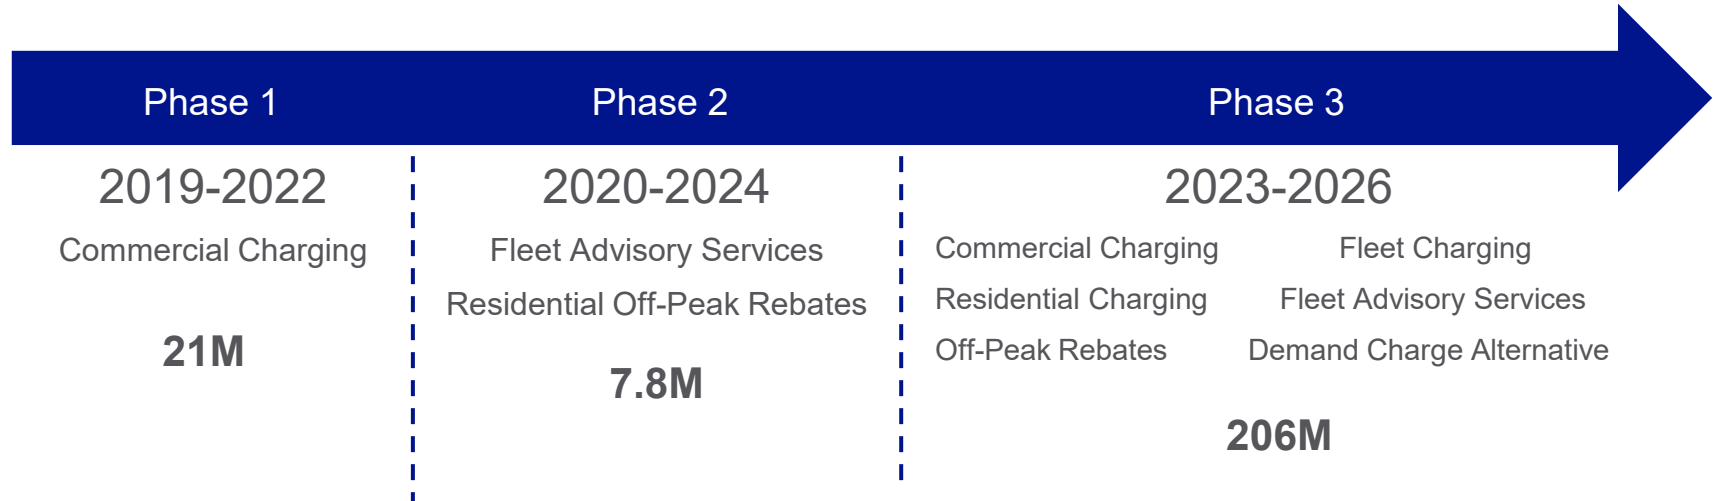 Phase 1
2019-2022
Commercial Charging
21M
Phase 2
2020-2024
Fleet Advisory Services
Residential Off-Peak Rebates
7.8M
Phase 3
2023-2026
Commercial Charging
Residential Charging
Off-Peak Rebates
Fleet Charging
Fleet Advisory Services
Demand Charge Alternative
206M